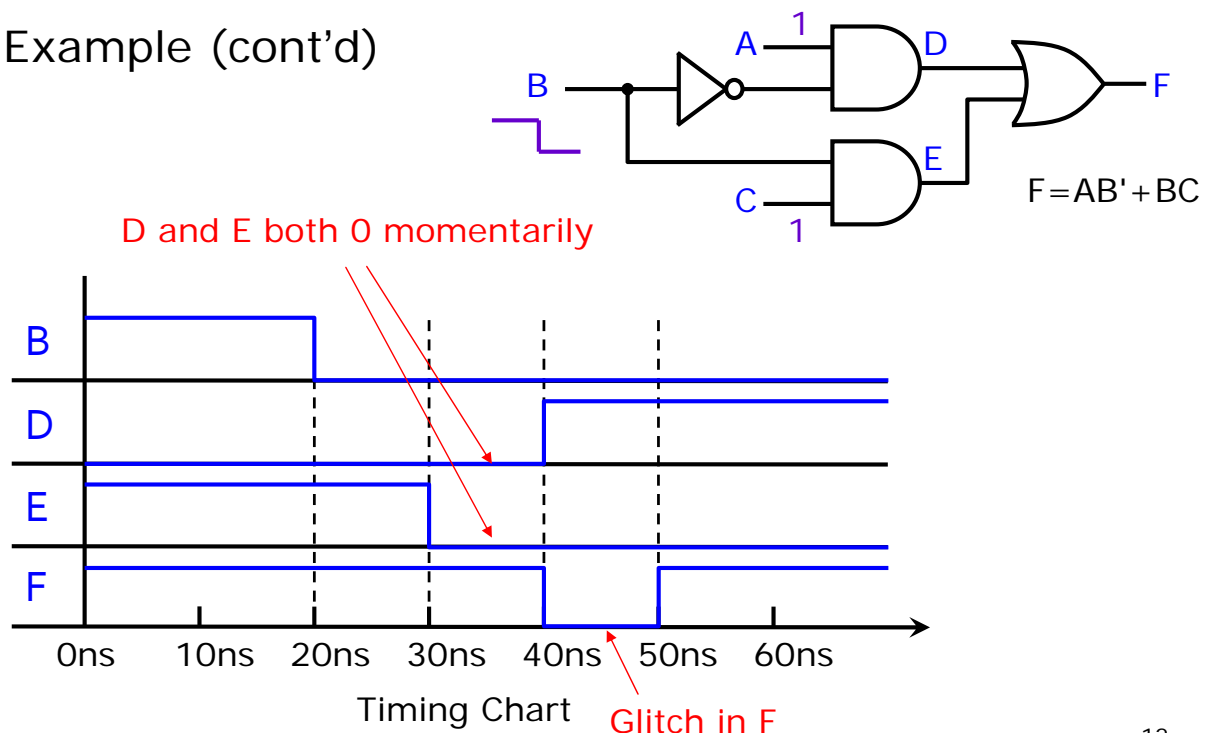 Example (cont'd)
1
A
D
B
F
E
C
1
F=AB'+BC
D and E both 0 momentarily
B
D
E
F
0ns 10ns 20ns 30ns 40ns 50ns 60ns
Timing Chart
Glitch in F